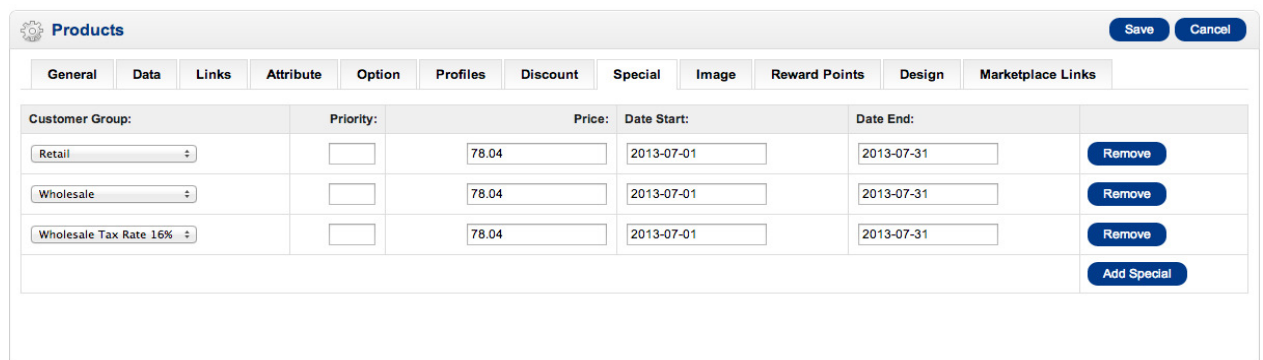 Products Save Cancel
General Data Links Attribute Option Profiles Discount Special Image Reward Points Design Marketplace Links
Customer Group: Priority: Price: Date Start: Date End:
Retail 78.04 2013-07-01 2013-07-31 Remove
Wholesale 78.04 2013-07-01 2013-07-31 Remove
Wholesale Tax Rate 16% 78.04 2013-07-01 2013-07-31 Remove
Add Special